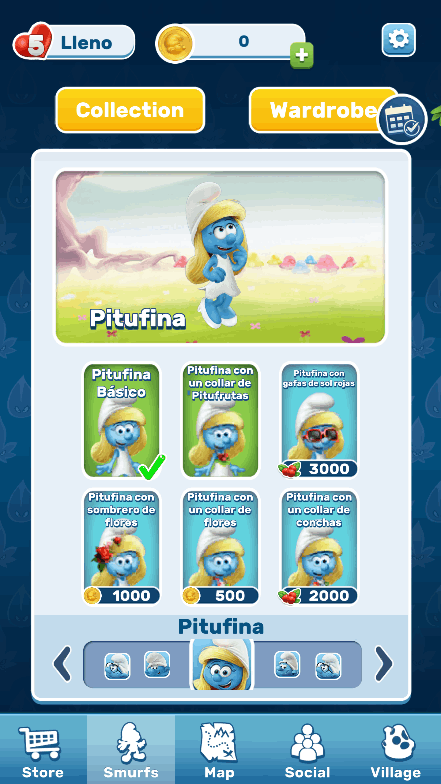 5 Lleno
0
Collection
Wardrobe
Pitufina
Pitufina
Básico
Pitufina con
un collar de
Pitufrutas
Pitufina con
gafas de sol rojas
3000
Pitufina con
sombrero de
flores
1000
Pitufina con
un collar de
flores
500
Pitufina con
un collar de
conchas
2000
Pitufina
Store
Smurfs
Map
Social
Village